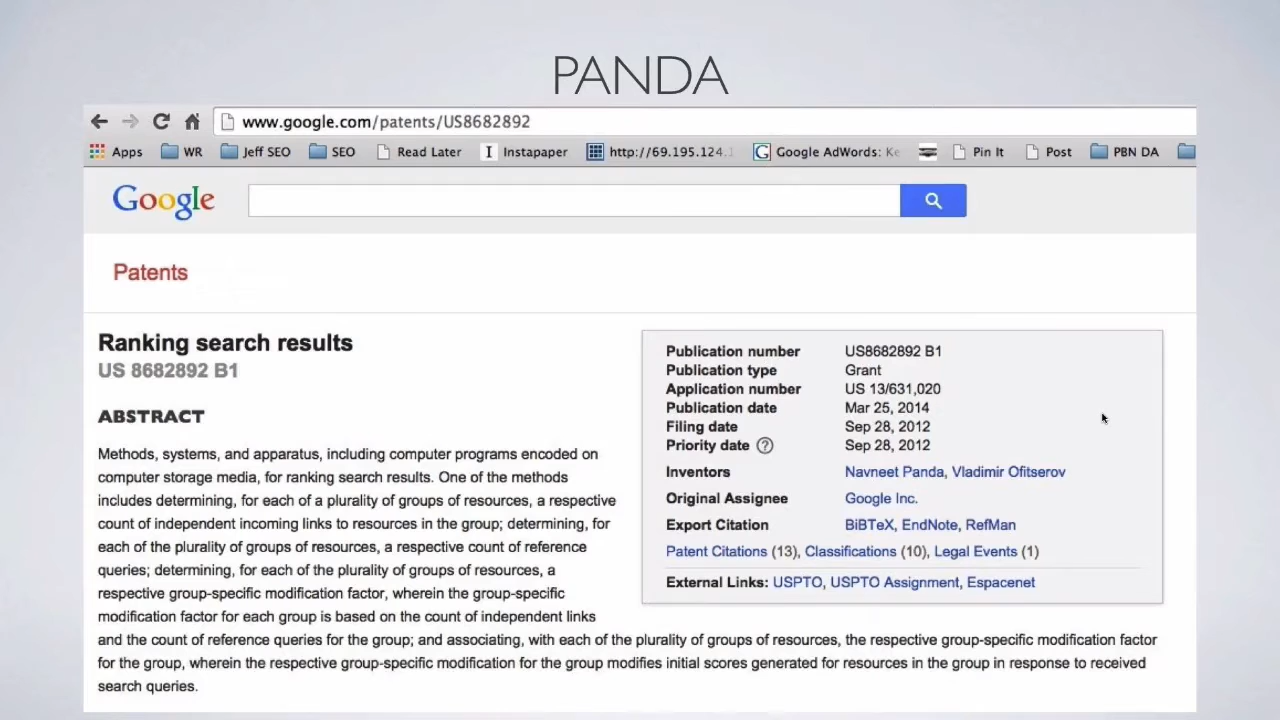 PANDA
www.google.com/patents/US8682892
Apps WR Jeff SEO SEO Read Later I Instapaper http://69.195.124. Google AdWords: Ke Pin It Post PBN DA
Google
Patents
Ranking search results
US 8682892 B1
ABSTRACT
Methods, systems, and apparatus, including computer programs encoded on
computer storage media, for ranking search results. One of the methods
includes determining, for each of a plurality of groups of resources, a respective
count of independent incoming links to resources in the group; determining, for
each of the plurality of groups of resources, a respective count of reference
queries; determining, for each of the plurality of groups of resources, a
respective group-specific modification factor, wherein the group-specific
modification factor for each group is based on the count of independent links
and the count of reference queries for the group; and associating, with each of the plurality of groups of resources, the respective group-specific modification factor
for the group, wherein the respective group-specific modification for the group modifies initial scores generated for resources in the group in response to received
search queries.
Publication number US8682892 B1
Publication type Grant
Application number US 13/631,020
Publication date Mar 25, 2014
Filing date Sep 28, 2012
Priority date ? Sep 28, 2012
Inventors Navneet Panda, Vladimir Ofitserov
Original Assignee Google Inc.
Export Citation BiBTeX, EndNote, RefMan
Patent Citations (13), Classifications (10), Legal Events (1)
External Links: USPTO, USPTO Assignment, Espacenet